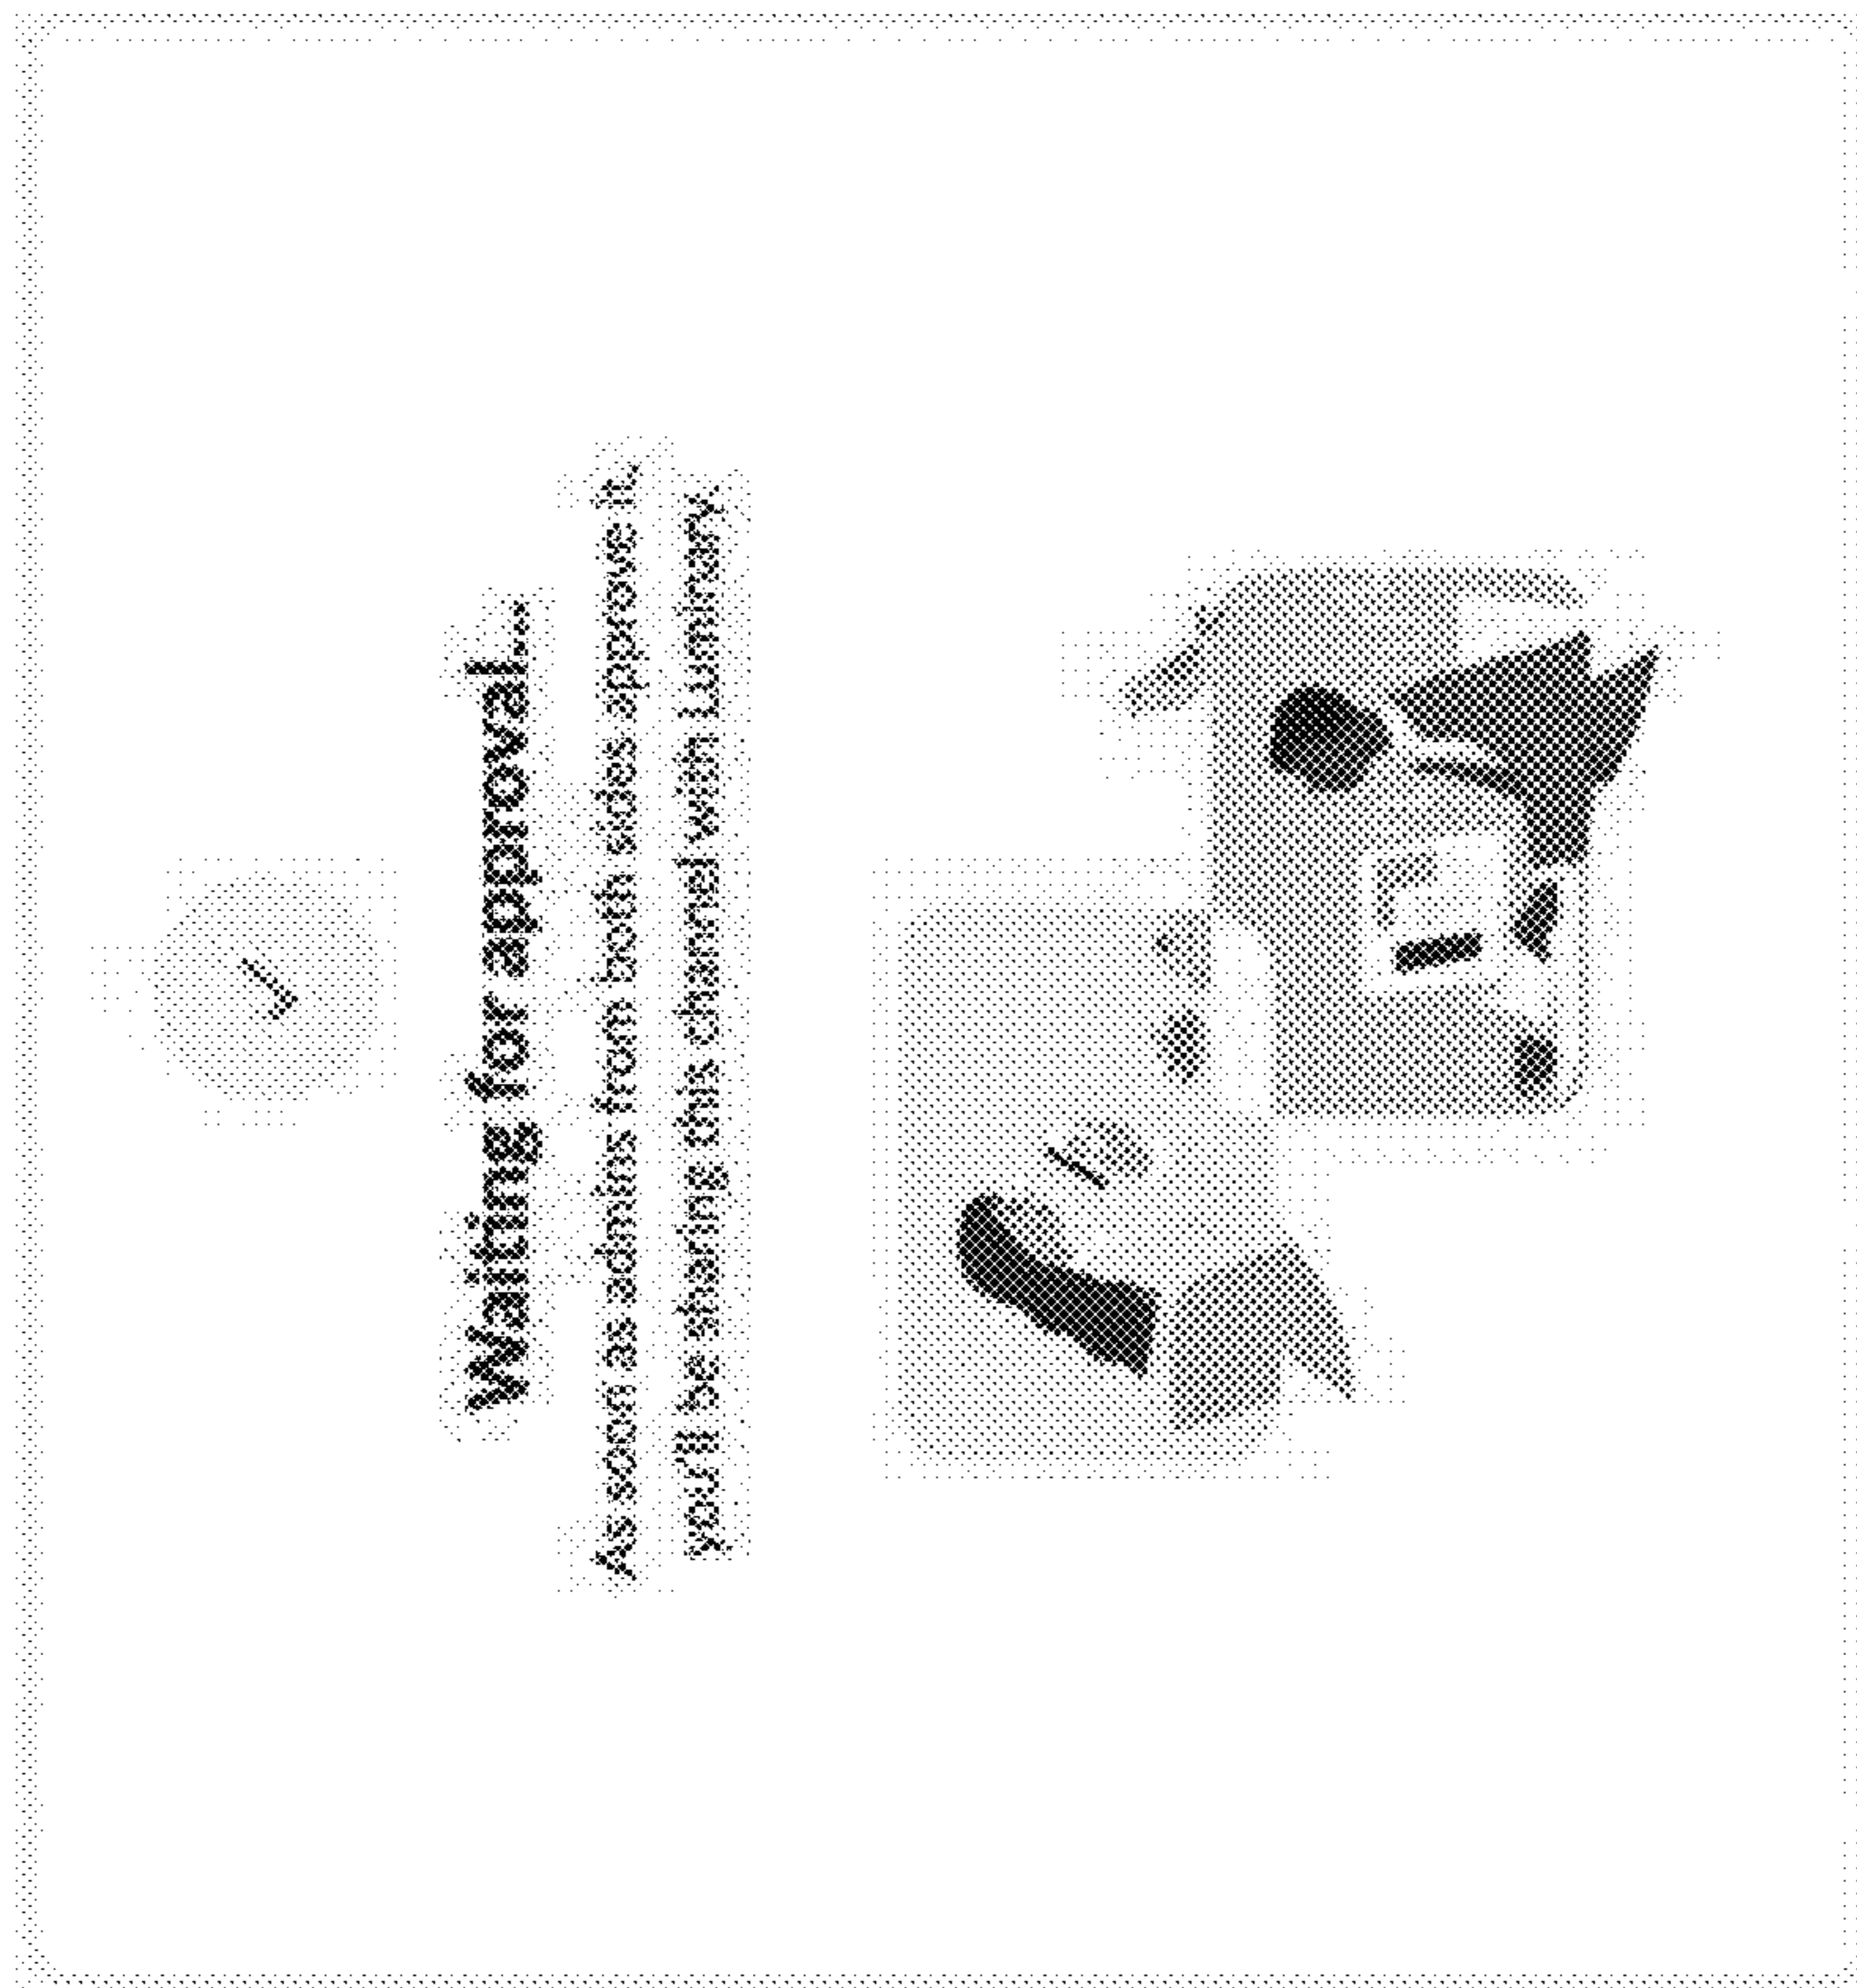 Waiting for approval...
As soon as admins from both sides approve it,
you'll be sharing this channel with Luminary.